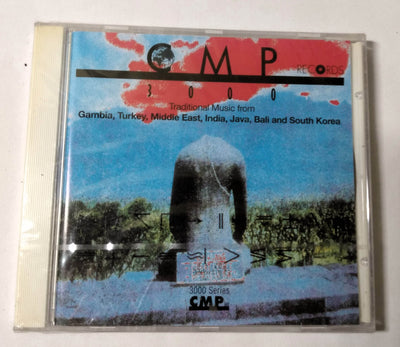 CMP
RECORDS
3000
Traditional Music from
Gambia, Turkey, Middle East, India, Java, Bali and South Korea
3000 Series
CMP